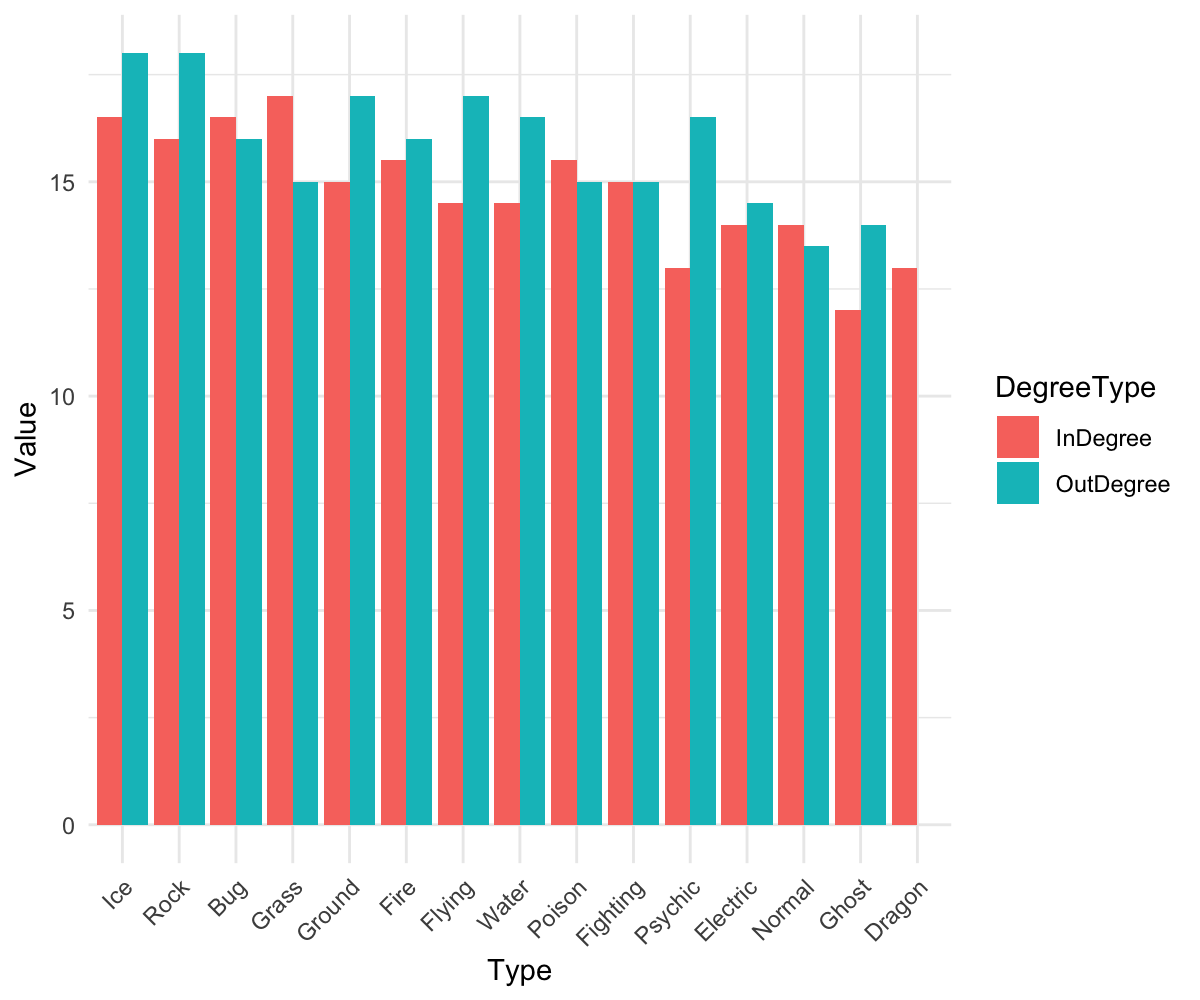 15
10
5
0
Value
Ice
Rock
Bug
Grass
Ground
Fire
Flying
Water
Poison
Fighting
Psychic
Electric
Normal
Ghost
Dragon
Type
DegreeType
InDegree
OutDegree